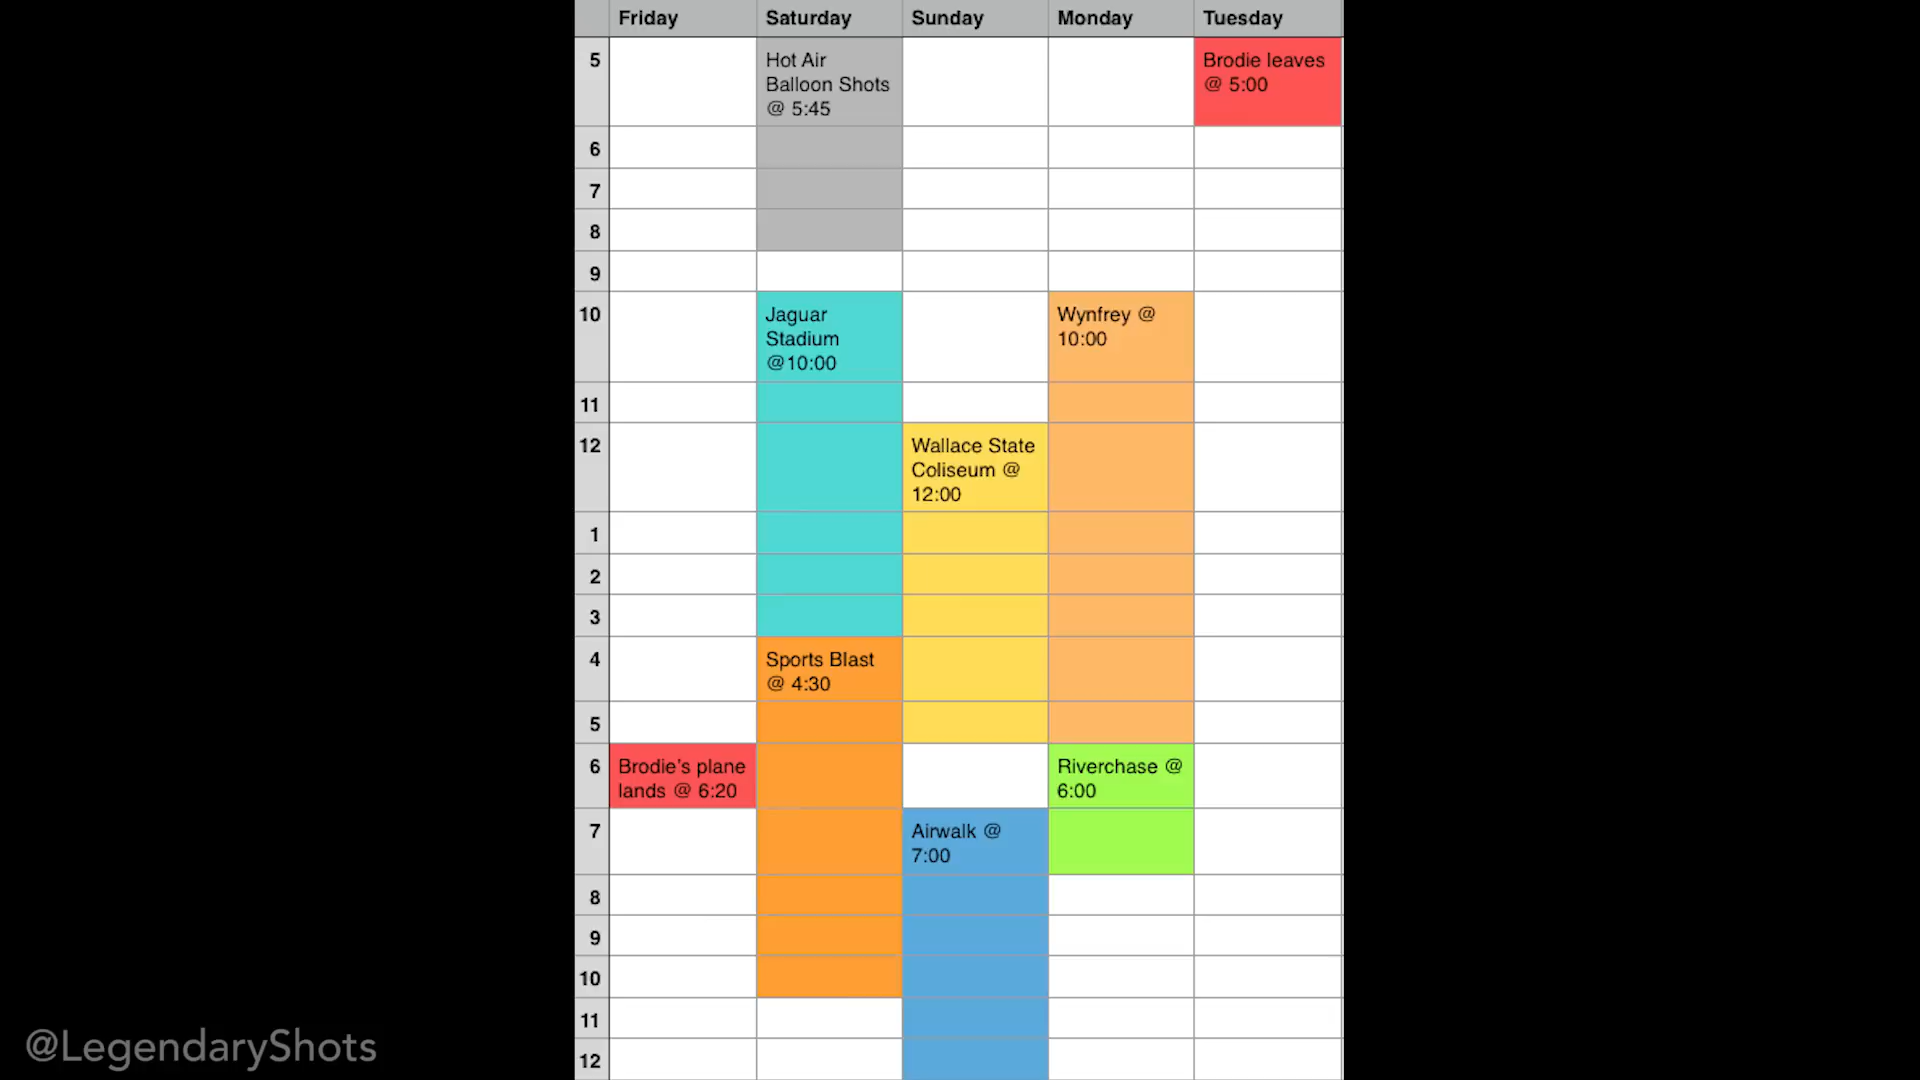 Friday Saturday Sunday Monday Tuesday
5 Hot Air Brodie leaves
Balloon Shots @ 5:00
@ 5:45
6
7
8
9
10 Jaguar Wynfrey @
Stadium 10:00
@10:00
11
12 Wallace State
Coliseum @
12:00
1
2
3
4 Sports Blast
@ 4:30
5
6 Brodie’s plane Riverchase @
lands @ 6:20 6:00
7 Airwalk @
7:00
8
9
10
11
12
@LegendaryShots